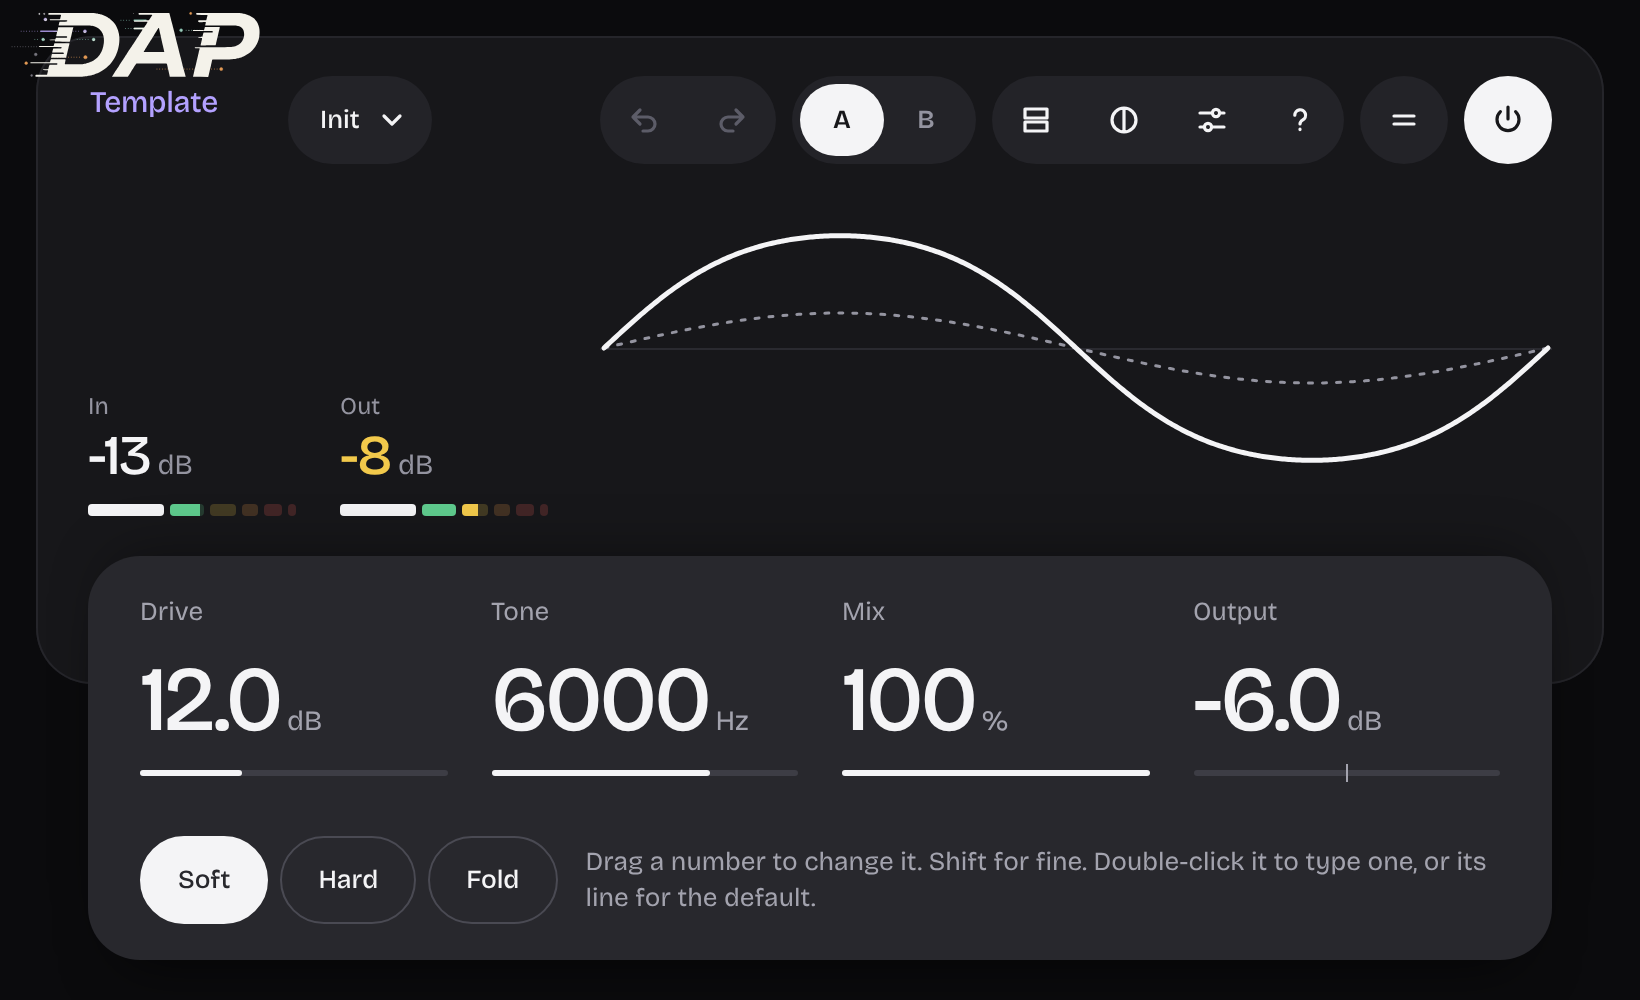 DAP
Template
Init
A
B
?
In
Out
-13 dB
-8 dB
Drive
Tone
Mix
Output
12.0 dB
6000 Hz
100 %
-6.0 dB
Soft
Hard
Fold
Drag a number to change it. Shift for fine. Double-click it to type one, or its
line for the default.